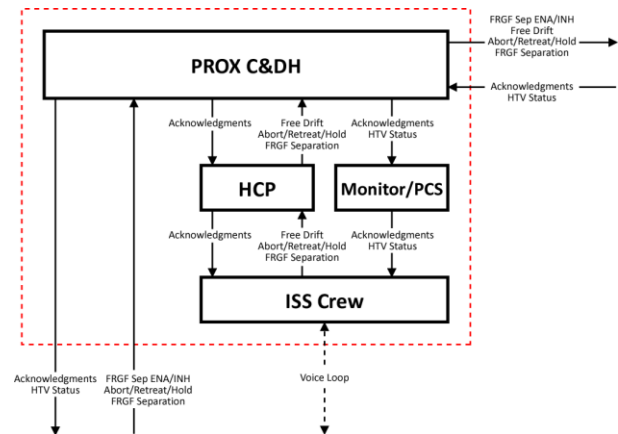 FRGF Sep ENA/INH
Free Drift
Abort/Retreat/Hold
FRGF Separation
PROX C&DH
Acknowledgments
HTV Status
Acknowledgments
Free Drift
Abort/Retreat/Hold
FRGF Separation
Acknowledgments
HTV Status
HCP
Monitor/PCS
Acknowledgments
Free Drift
Abort/Retreat/Hold
FRGF Separation
Acknowledgments
HTV Status
ISS Crew
Acknowledgments
HTV Status
FRGF Sep ENA/INH
Abort/Retreat/Hold
FRGF Separation
Voice Loop